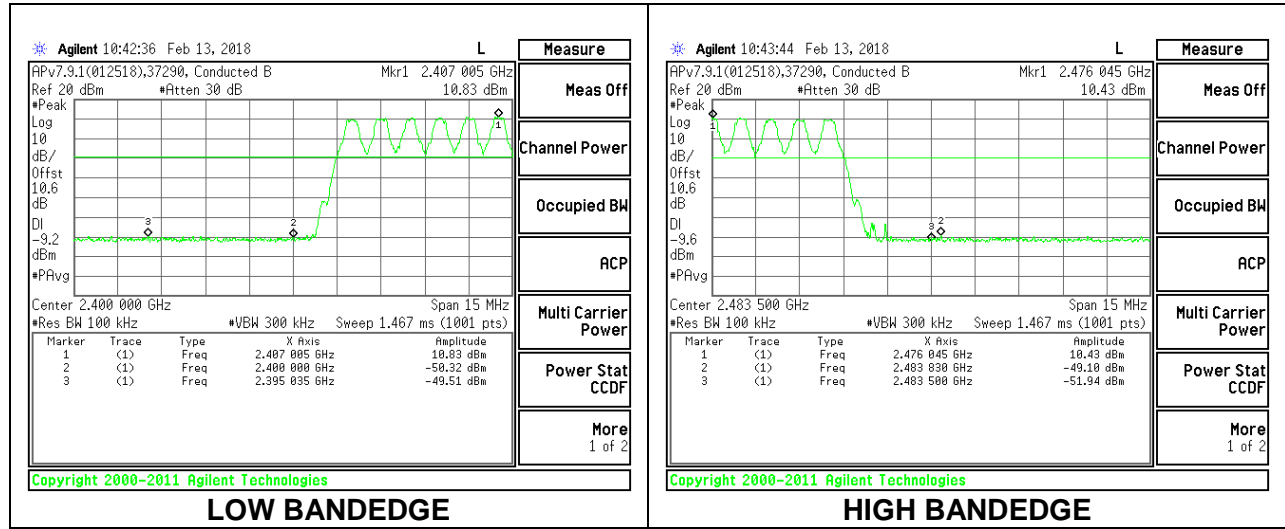 Agilent 10:42:36 Feb 13, 2018 L
Measure
APv7.9.1(012518),37290, Conducted B Mkr1 2.407 005 GHz
Ref 20 dBm #Atten 30 dB 10.83 dBm
Meas Off
#Peak
Log
10
dB/
Offst
10.6
dB
DI
-9.2
dBm
#PAvg
1
2
3
Channel Power
Occupied BW
ACP
Center 2.400 000 GHz Span 15 MHz
#Res BW 100 kHz #VBW 300 kHz Sweep 1.467 ms (1001 pts)
Multi Carrier
Power
Marker Trace Type X Axis Amplitude
1 (1) Freq 2.407 005 GHz 10.83 dBm
2 (1) Freq 2.400 000 GHz -50.32 dBm
3 (1) Freq 2.395 035 GHz -49.51 dBm
Power Stat
CCDF
More
1 of 2
Copyright 2000-2011 Agilent Technologies
LOW BANDEDGE
Agilent 10:43:44 Feb 13, 2018 L
Measure
APv7.9.1(012518),37290, Conducted B Mkr1 2.476 045 GHz
Ref 20 dBm #Atten 30 dB 10.43 dBm
Meas Off
#Peak
Log
10
dB/
Offst
10.6
dB
DI
-9.6
dBm
#PAvg
1
3
2
Channel Power
Occupied BW
ACP
Center 2.483 500 GHz Span 15 MHz
#Res BW 100 kHz #VBW 300 kHz Sweep 1.467 ms (1001 pts)
Multi Carrier
Power
Marker Trace Type X Axis Amplitude
1 (1) Freq 2.476 045 GHz 10.43 dBm
2 (1) Freq 2.483 830 GHz -49.10 dBm
3 (1) Freq 2.483 500 GHz -51.94 dBm
Power Stat
CCDF
More
1 of 2
Copyright 2000-2011 Agilent Technologies
HIGH BANDEDGE